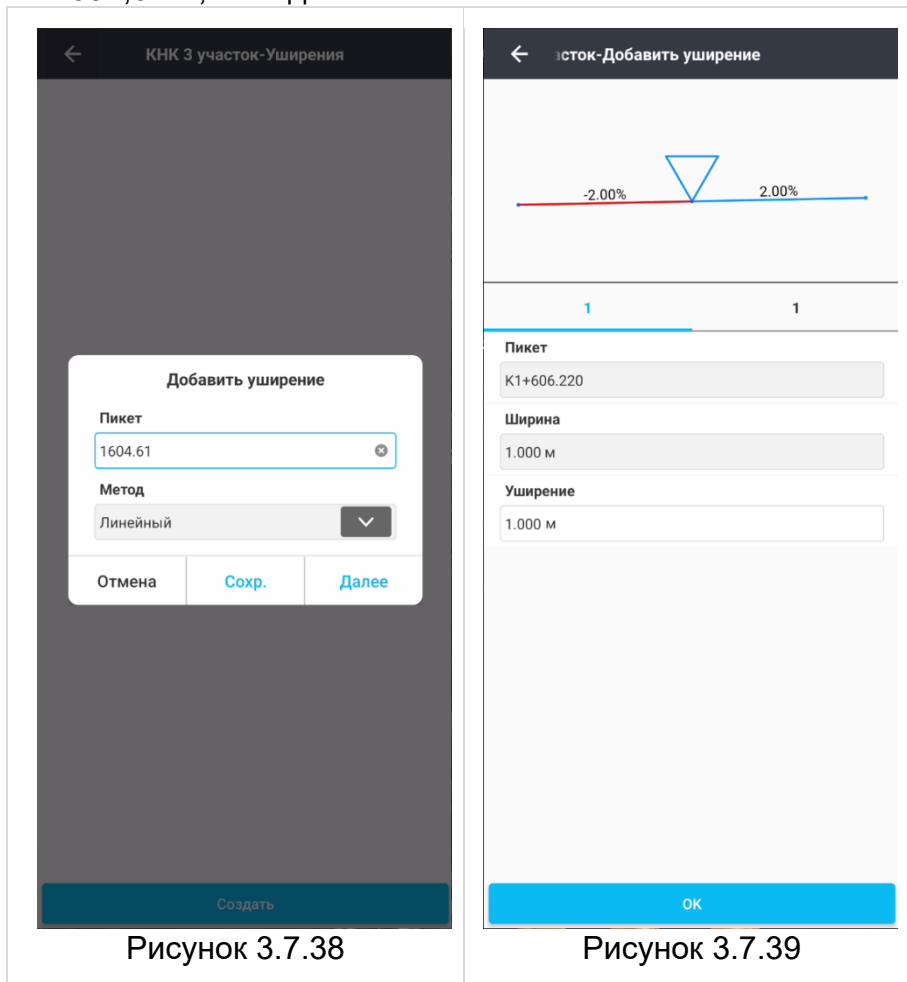 КНК 3 участок-Уширения
Добавить уширение
Пикет
1604.61
Метод
Линейный
Отмена Сохр. Далее
Создать
Рисунок 3.7.38
сток-Добавить уширение
-2.00% 2.00%
1 1
Пикет
K1+606.220
Ширина
1.000 м
Уширение
1.000 м
OK
Рисунок 3.7.39